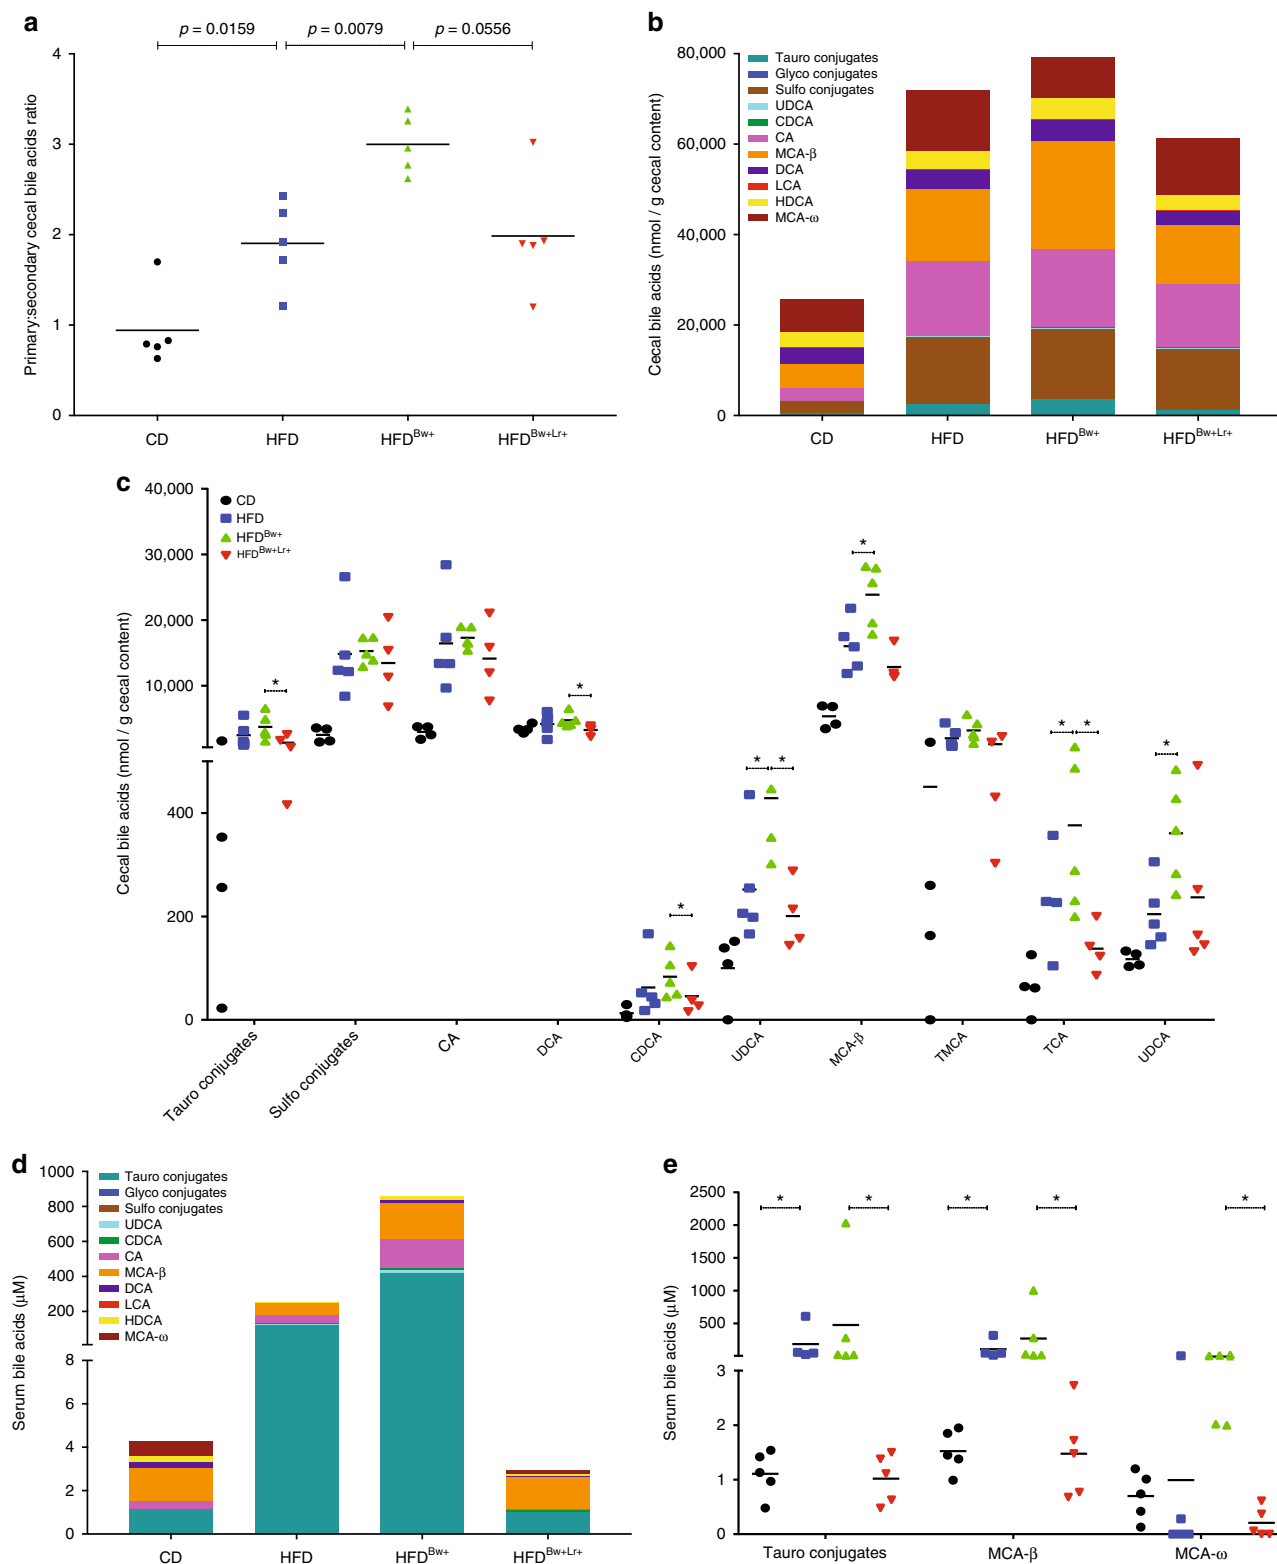 a
p = 0.0159
p = 0.0079
p = 0.0556
Primary:secondary cecal bile acids ratio
4
3
2
1
0
CD
HFD
HFDBw+
HFDBw+Lr+
b
Cecal bile acids (nmol / g cecal content)
80,000
60,000
40,000
20,000
0
Tauro conjugates
Glyco conjugates
Sulfo conjugates
UDCA
CDCA
CA
MCA-β
DCA
LCA
HDCA
MCA-ω
CD
HFD
HFDBw+
HFDBw+Lr+
c
Cecal bile acids (nmol / g cecal content)
40,000
30,000
20,000
10,000
400
200
0
CD
HFD
HFDBw+
HFDBw+Lr+
*
*
*
*
*
*
*
*
*
Tauro conjugates
Sulfo conjugates
CA
DCA
CDCA
UDCA
MCA-β
TMCA
TCA
UDCA
d
Serum bile acids (μM)
1000
800
600
400
200
8
6
4
2
0
Tauro conjugates
Glyco conjugates
Sulfo conjugates
UDCA
CDCA
CA
MCA-β
DCA
LCA
HDCA
MCA-ω
CD
HFD
HFDBw+
HFDBw+Lr+
e
Serum bile acids (μM)
2500
2000
1500
1000
500
3
2
1
0
*
*
*
*
*
Tauro conjugates
MCA-β
MCA-ω